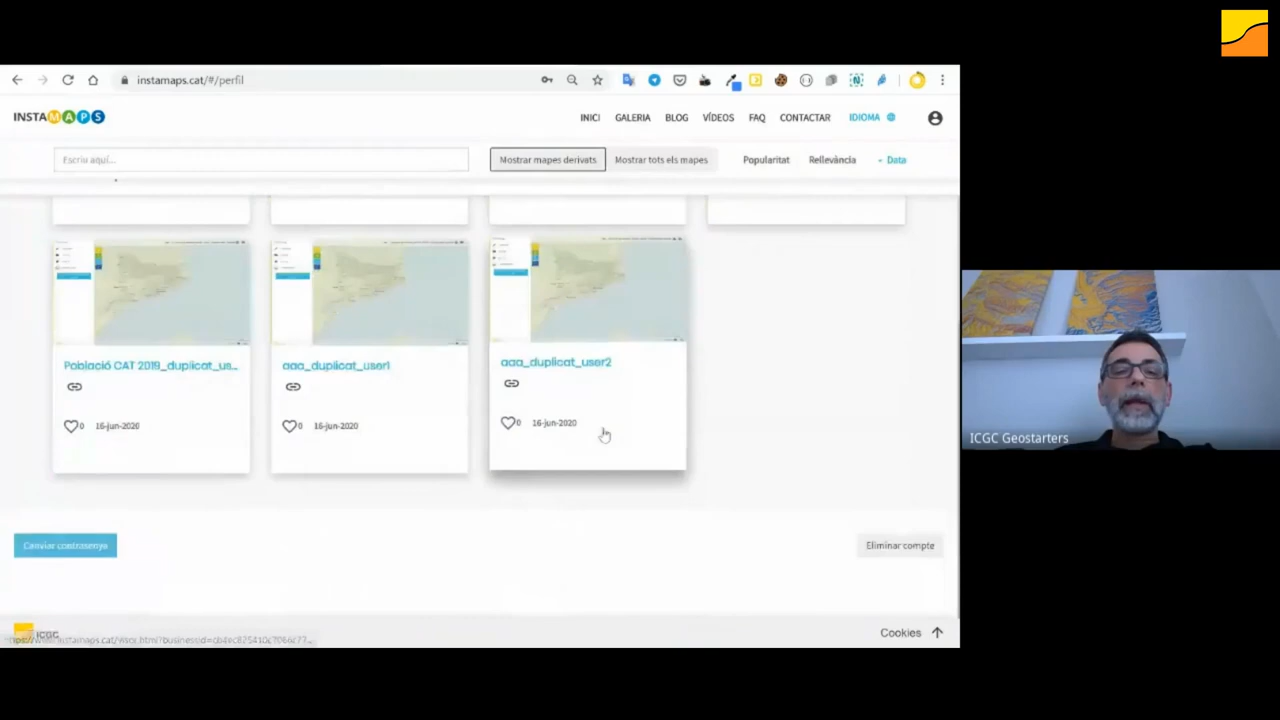 instamaps.cat/#/perfil
INSTAMAPS
INICI GALERIA BLOG VÍDEOS FAQ CONTACTAR IDIOMA
Escriu aquí...
Mostrar mapes derivats
Mostrar tots els mapes
Popularitat
Rellevància
Data
Població CAT 2019_duplicat_us...
aaa_duplicat_user1
aaa_duplicat_user2
0 16-jun-2020
0 16-jun-2020
0 16-jun-2020
ICGC Geostarters
Canviar contrasenya
Eliminar compte
ICGC
Cookies